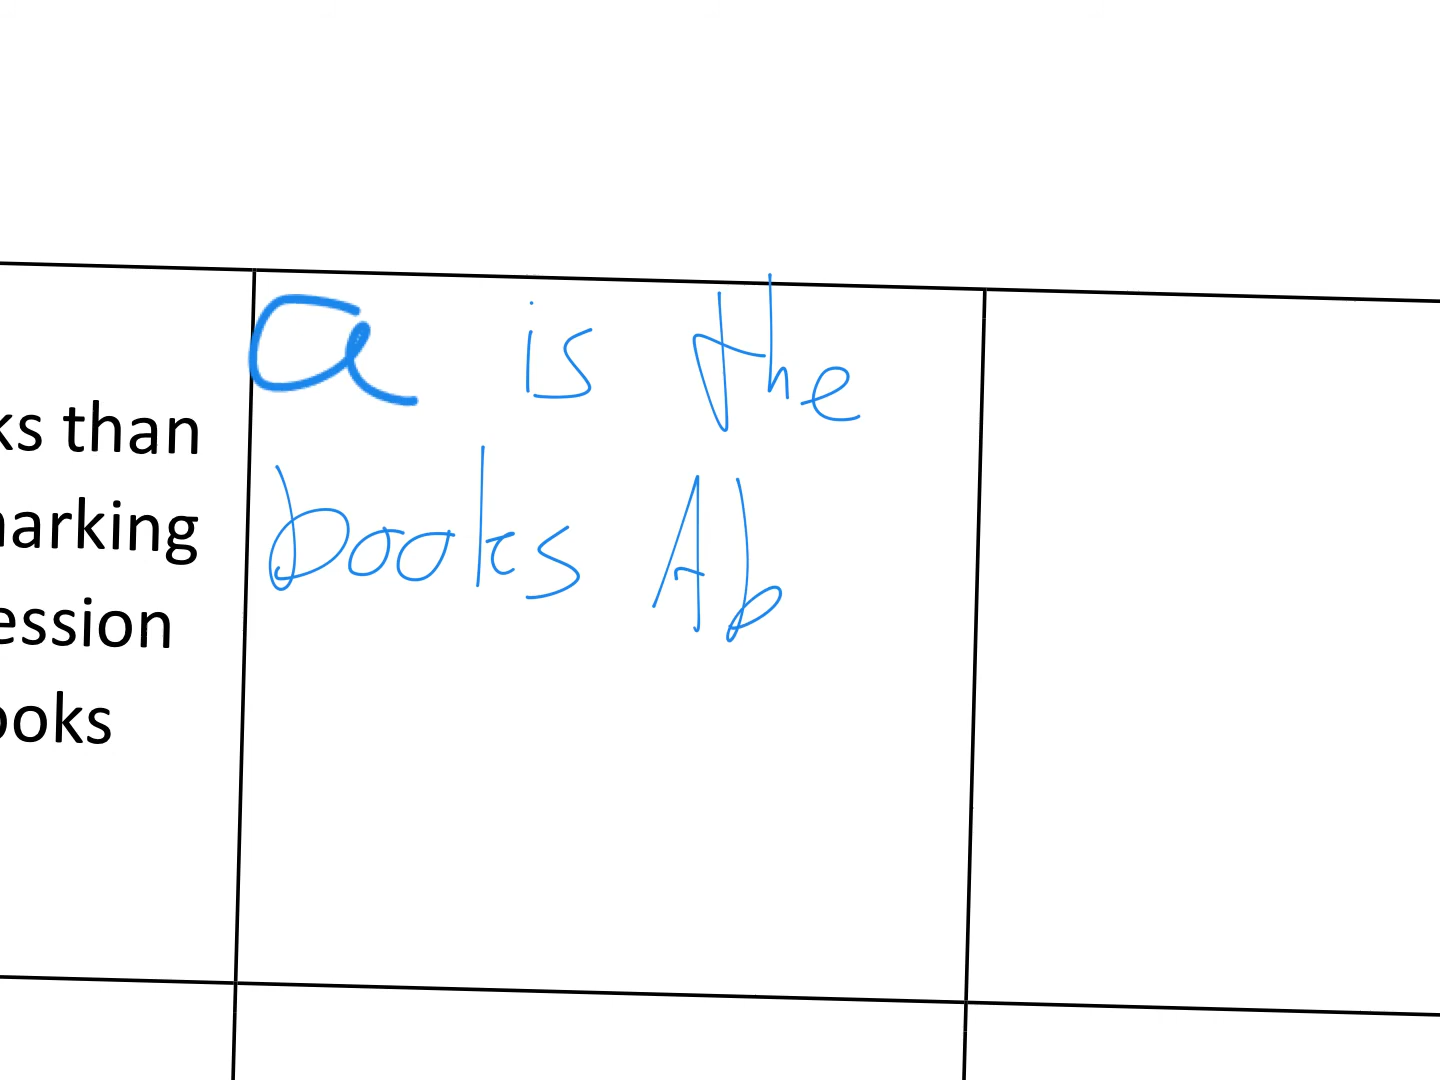 a is the
books Ab
ks than
arking
ession
ooks